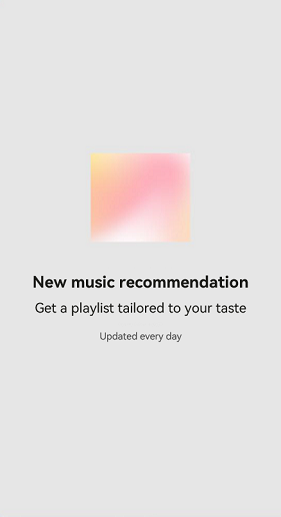 New music recommendation
Get a playlist tailored to your taste
Updated every day